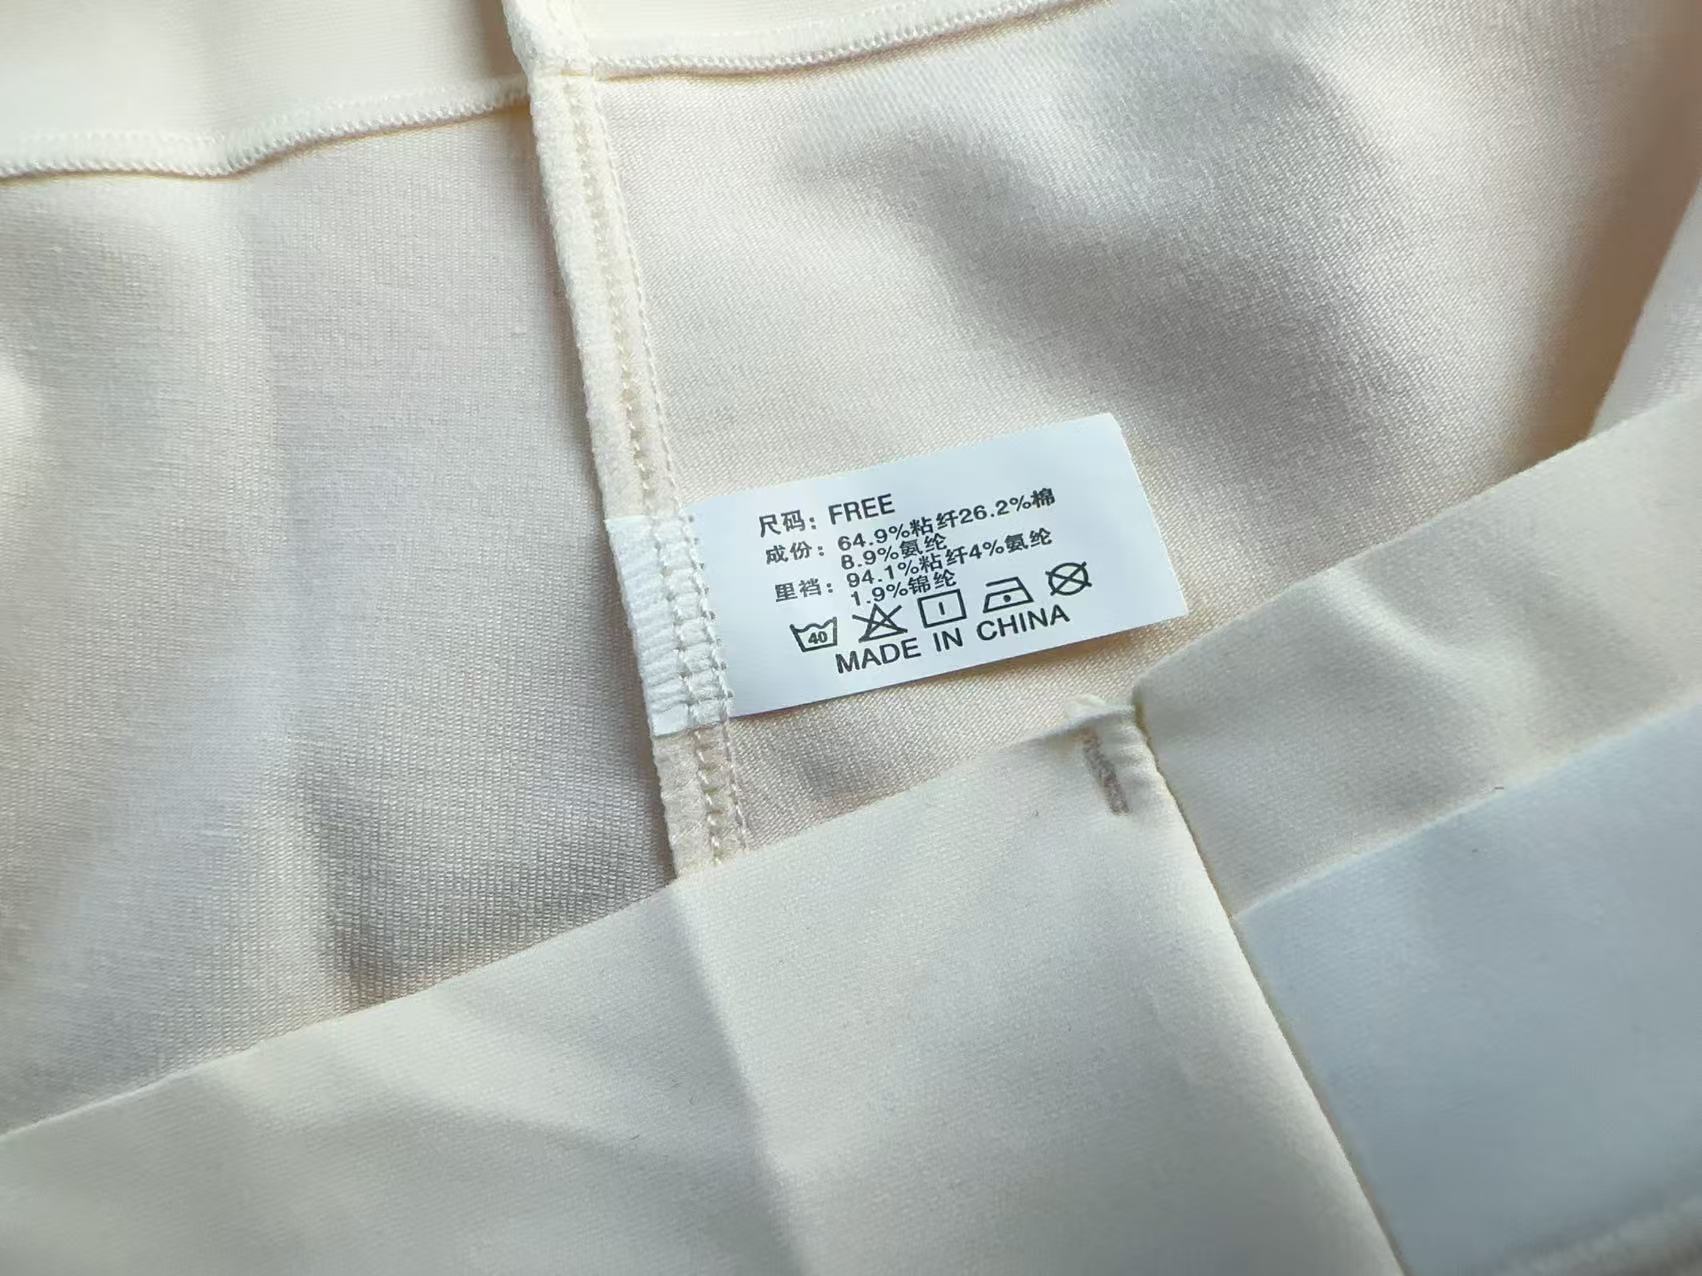 尺码：FREE
成份：64.9%粘纤26.2%棉
8.9%氨纶
里裆：94.1%粘纤4%氨纶
1.9%锦纶
40
MADE IN CHINA